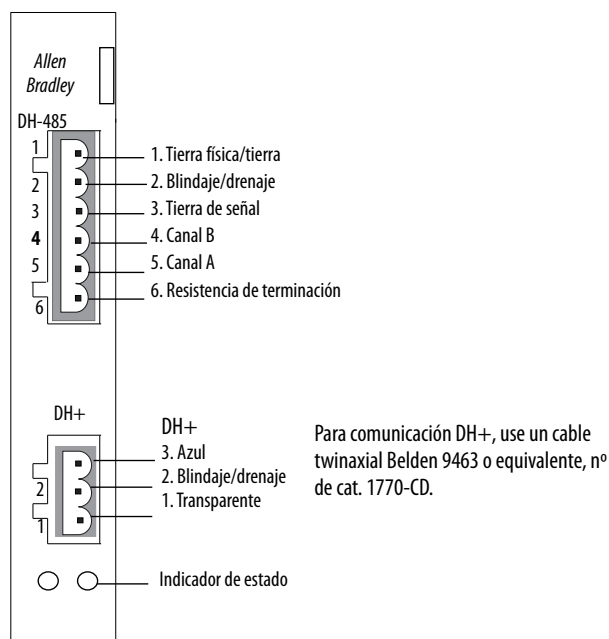 Allen
Bradley
DH-485
1
2
3
4
5
6
1. Tierra física/tierra
2. Blindaje/drenaje
3. Tierra de señal
4. Canal B
5. Canal A
6. Resistencia de terminación
DH+
2
1
DH+
3. Azul
2. Blindaje/drenaje
1. Transparente
Para comunicación DH+, use un cable
twinaxial Belden 9463 o equivalente, nº
de cat. 1770-CD.
Indicador de estado